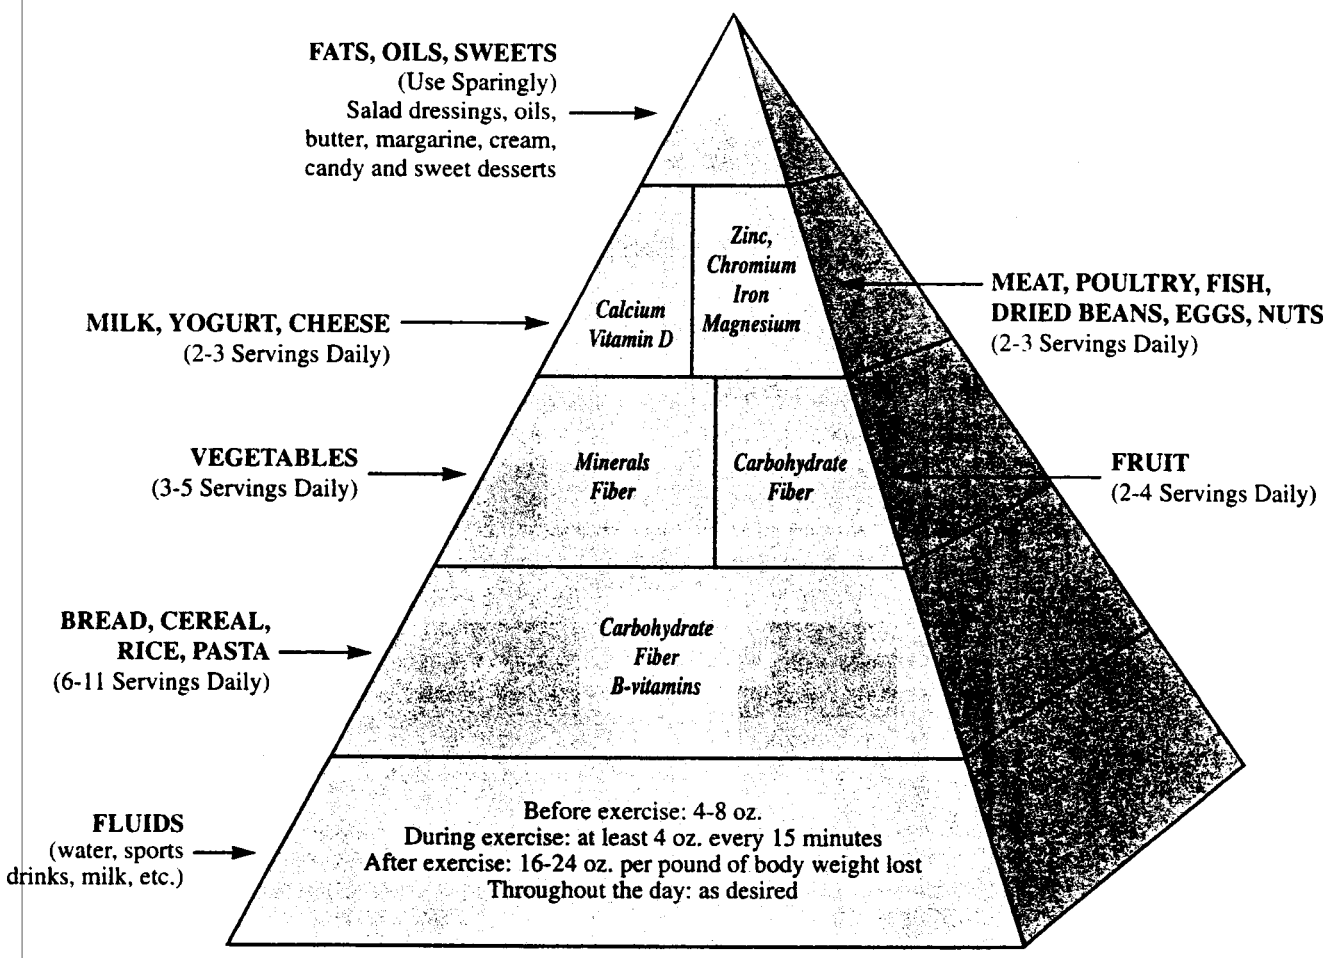 FATS, OILS, SWEETS
(Use Sparingly)
Salad dressings, oils,
butter, margarine, cream,
candy and sweet desserts
Zinc,
Chromium
Iron
Magnesium
Calcium
Vitamin D
MEAT, POULTRY, FISH,
DRIED BEANS, EGGS, NUTS
(2-3 Servings Daily)
MILK, YOGURT, CHEESE
(2-3 Servings Daily)
VEGETABLES
(3-5 Servings Daily)
Minerals
Fiber
Carbohydrate
Fiber
FRUIT
(2-4 Servings Daily)
BREAD, CEREAL,
RICE, PASTA
(6-11 Servings Daily)
Carbohydrate
Fiber
B-vitamins
FLUIDS
(water, sports
drinks, milk, etc.)
Before exercise: 4-8 oz.
During exercise: at least 4 oz. every 15 minutes
After exercise: 16-24 oz. per pound of body weight lost
Throughout the day: as desired